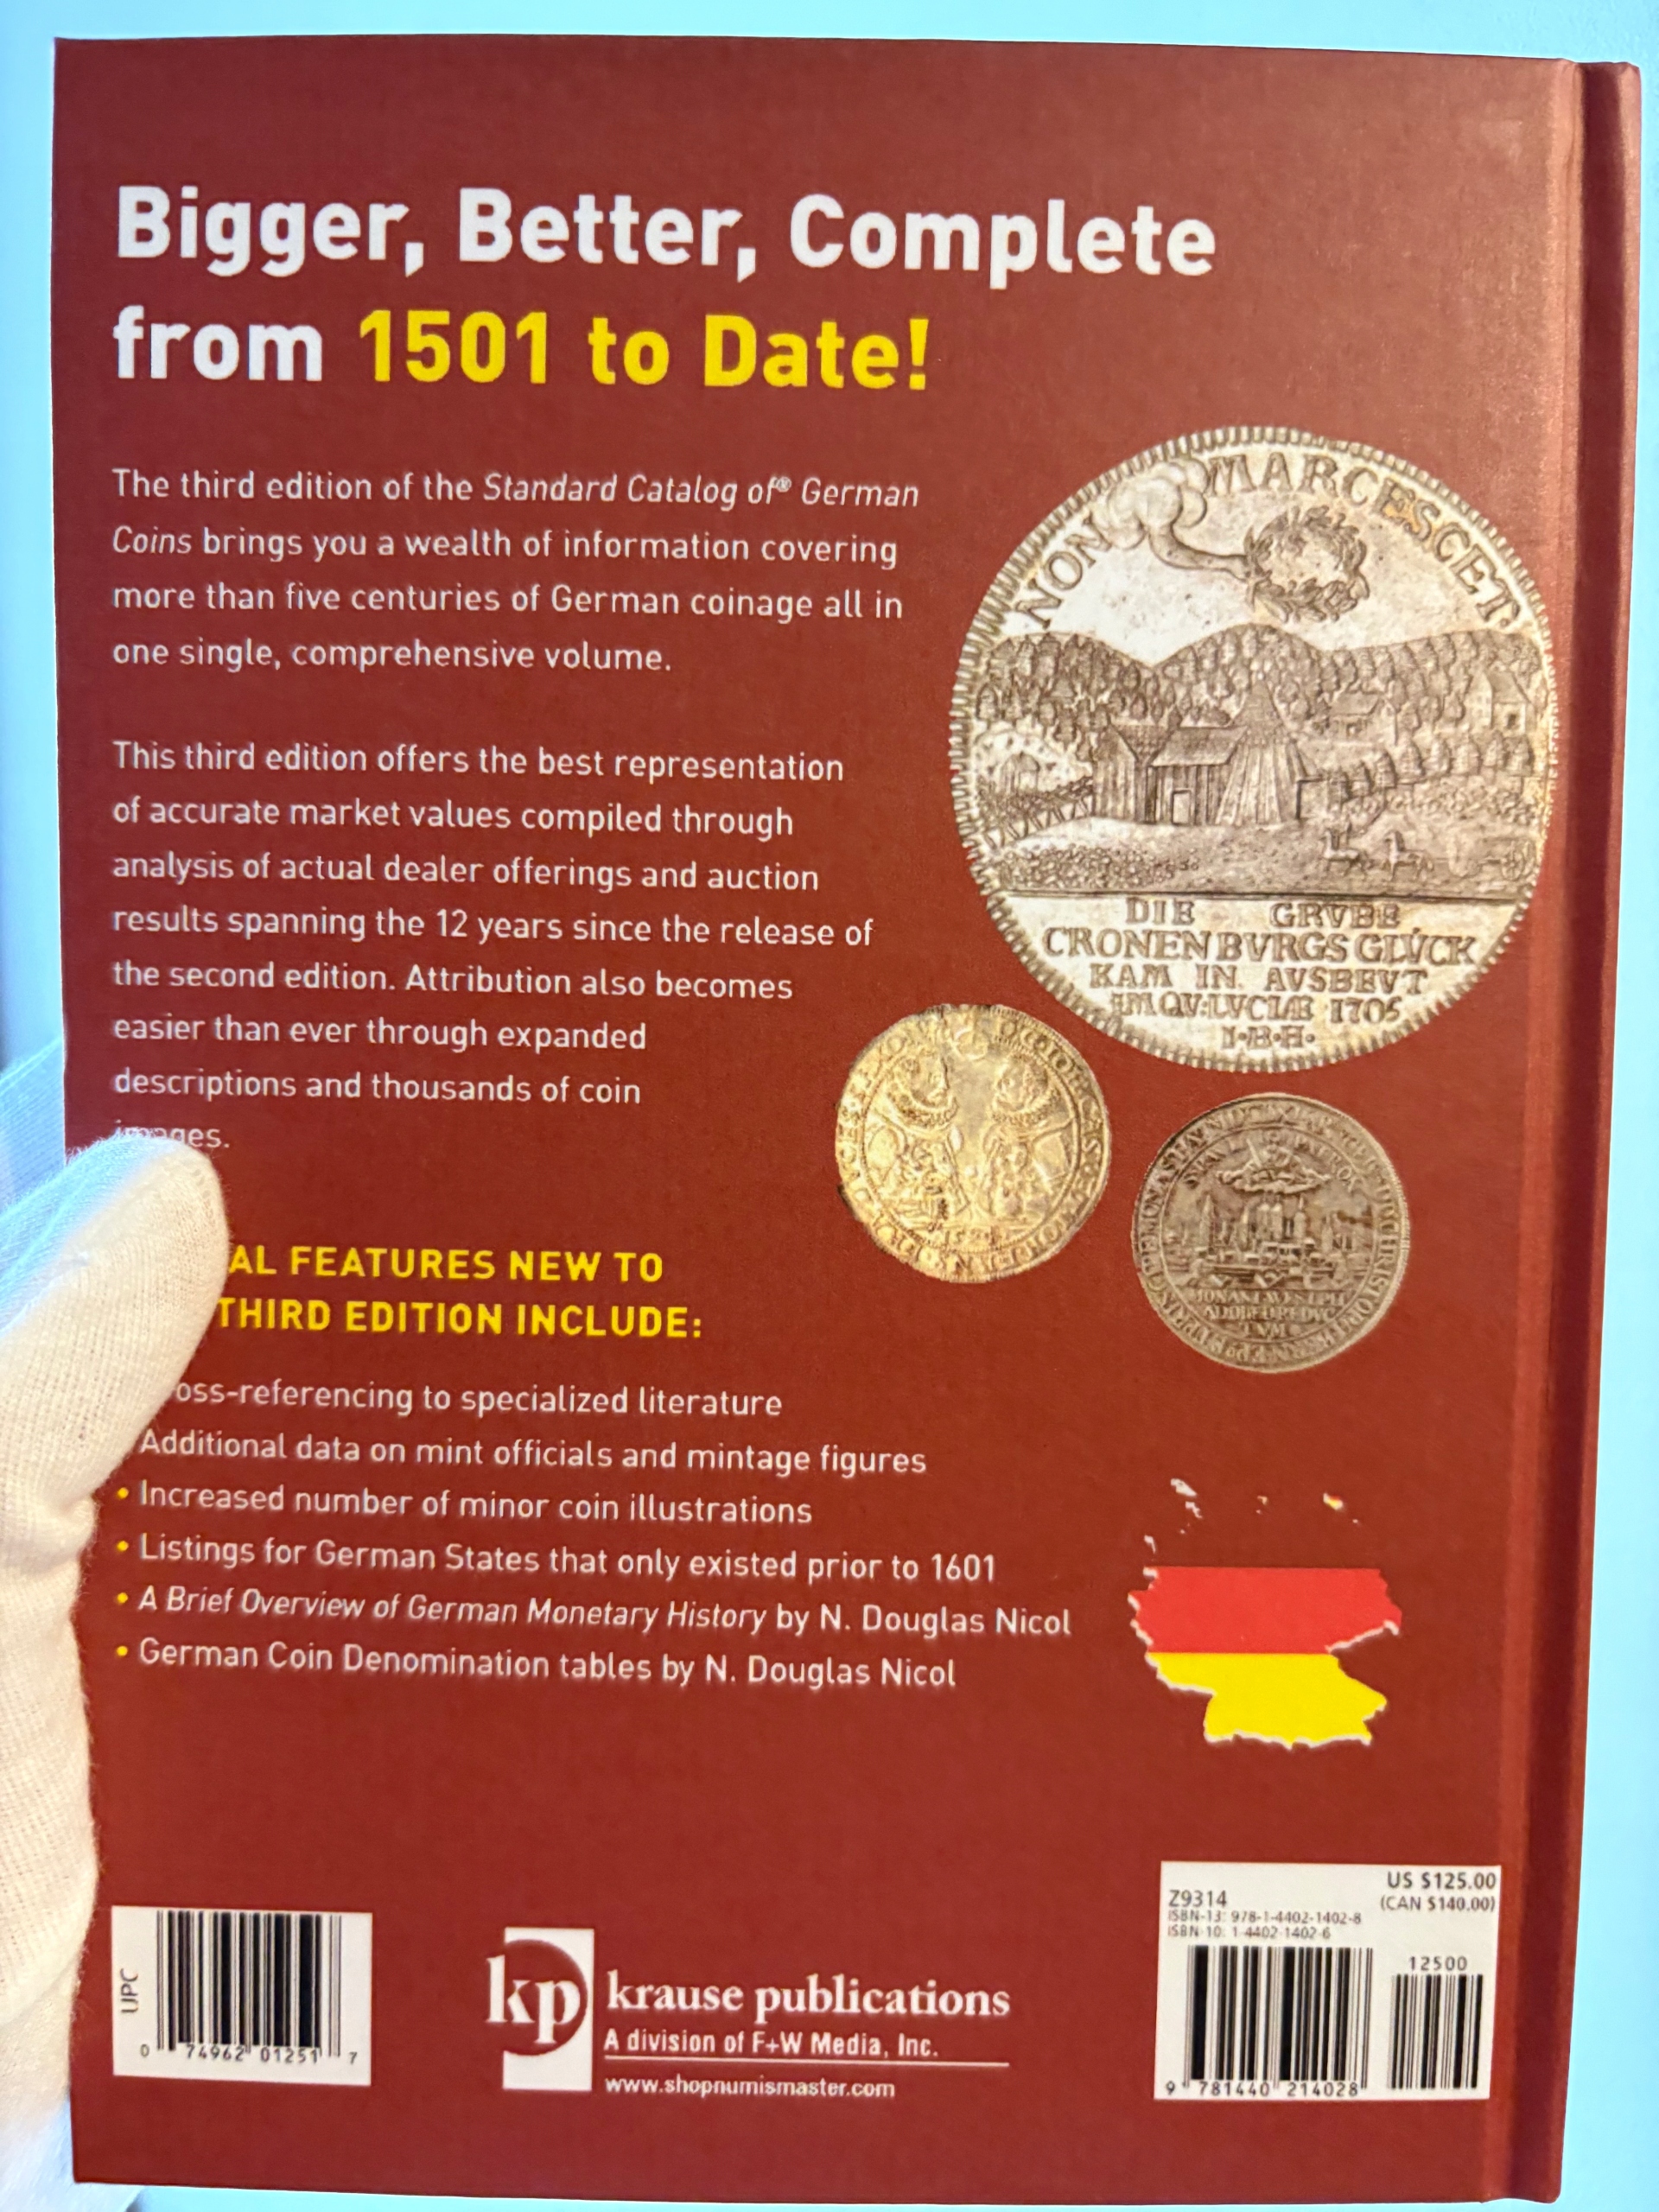 Bigger, Better, Complete
from 1501 to Date!
The third edition of the Standard Catalog of® German
Coins brings you a wealth of information covering
more than five centuries of German coinage all in
one single, comprehensive volume.
This third edition offers the best representation
of accurate market values compiled through
analysis of actual dealer offerings and auction
results spanning the 12 years since the release of
the second edition. Attribution also becomes
easier than ever through expanded
descriptions and thousands of coin
images.
AL FEATURES NEW TO
THIRD EDITION INCLUDE:
oss-referencing to specialized literature
Additional data on mint officials and mintage figures
• Increased number of minor coin illustrations
• Listings for German States that only existed prior to 1601
• A Brief Overview of German Monetary History by N. Douglas Nicol
• German Coin Denomination tables by N. Douglas Nicol
NON MARCESCET
DIE GRVBE
CRONENBVRGS GLVCK
KAM IN AVSBEVT
IM QV:LVCIÆ 1705
I·B·H·
UPC
0 74962 01251 7
kp
krause publications
A division of F+W Media, Inc.
www.shopnumismaster.com
US $125.00
Z9314 (CAN $140.00)
ISBN-13: 978-1-4402-1402-8
ISBN-10: 1-4402-1402-6
12500
9 781440 214028